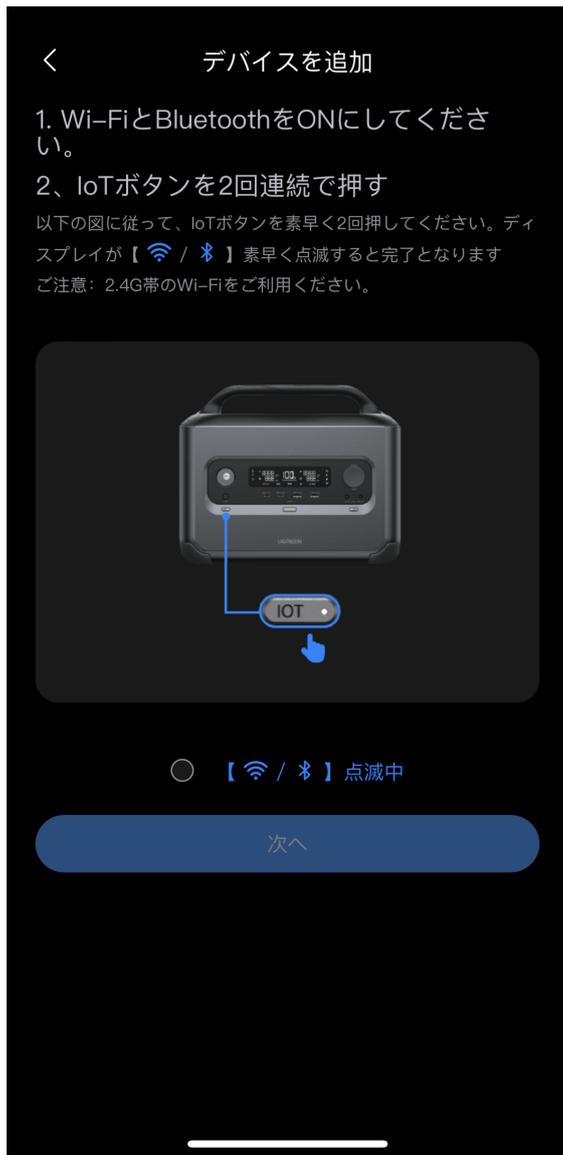 デバイスを追加
1. Wi-FiとBluetoothをONにしてくださ
い。
2、IoTボタンを2回連続で押す
以下の図に従って、IoTボタンを素早く2回押してください。ディ
スプレイが【 / 】素早く点滅すると完了となります
ご注意：2.4G帯のWi-Fiをご利用ください。
100
UGREEN
IOT
【 / 】点滅中
次へ